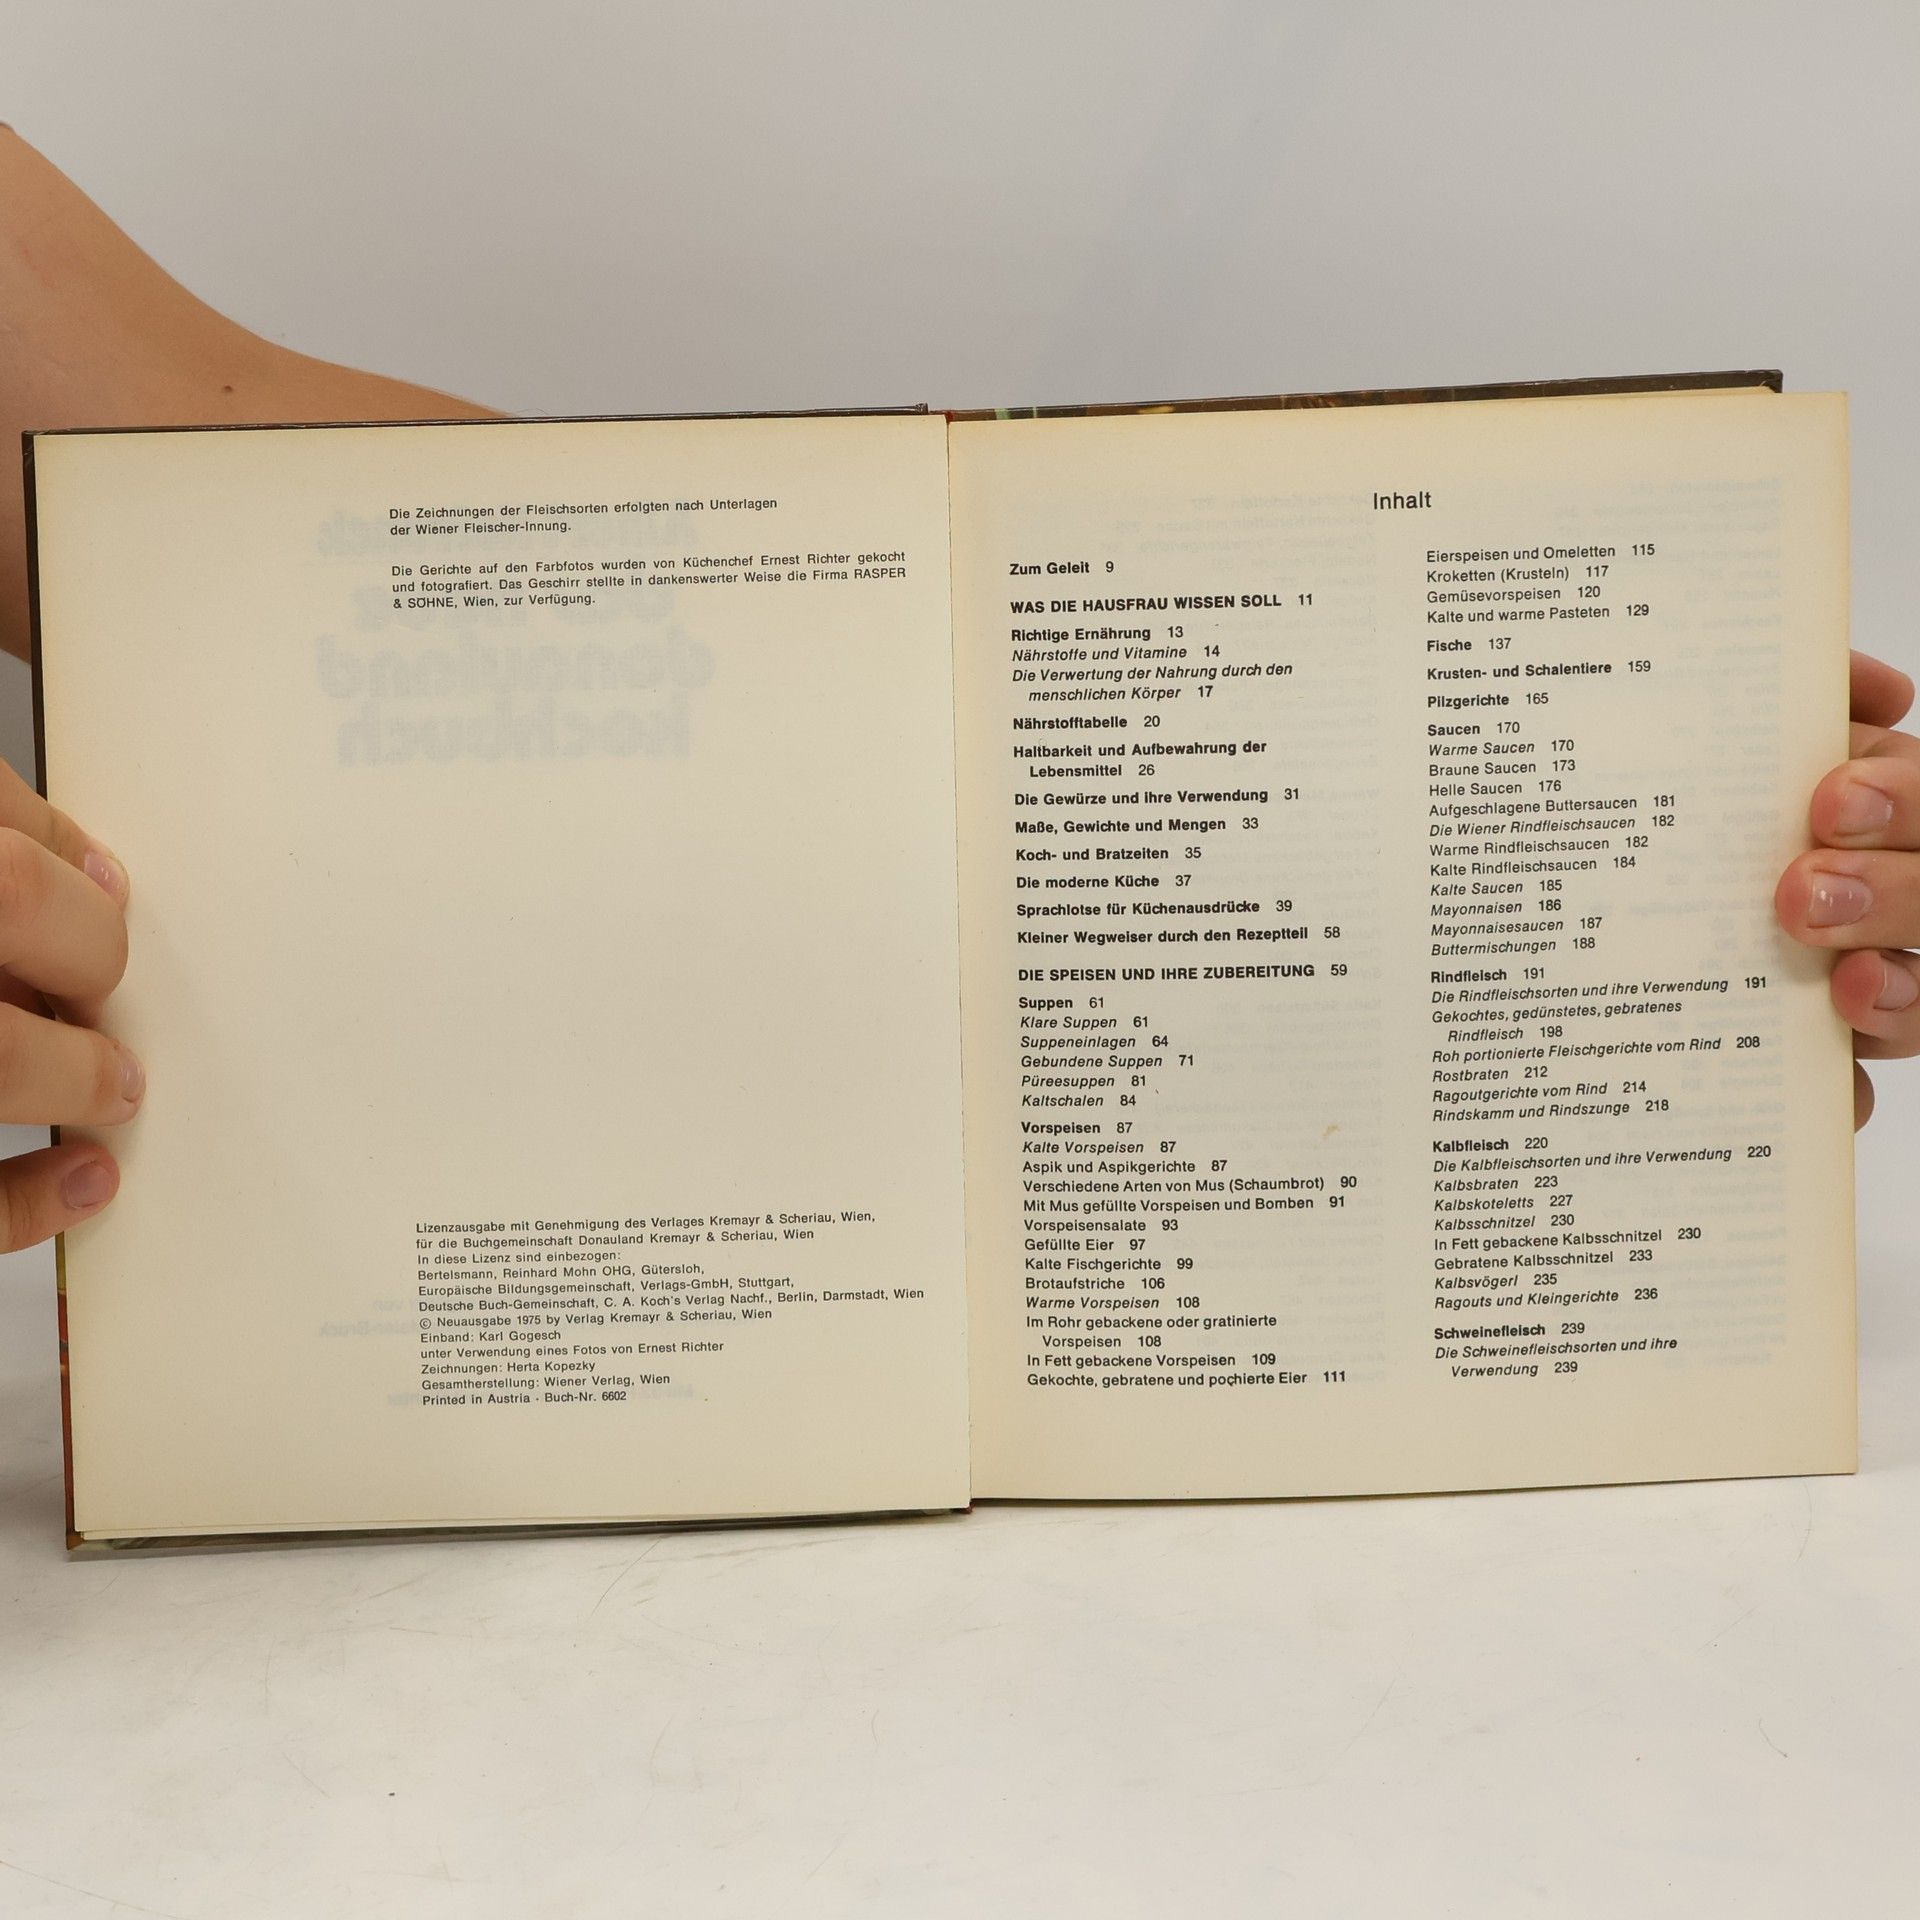 Die Zeichnungen der Fleischsorten erfolgten nach Unterlagen
der Wiener Fleischer-Innung.
Die Gerichte auf den Farbfotos wurden von Küchenchef Ernest Richter gekocht
und fotografiert. Das Geschirr stellte in dankenswerter Weise die Firma RASPER
& SÖHNE, Wien, zur Verfügung.
Lizenzausgabe mit Genehmigung des Verlages Kremayr & Scheriau, Wien,
für die Buchgemeinschaft Donauland Kremayr & Scheriau, Wien
In diese Lizenz sind einbezogen:
Bertelsmann, Reinhard Mohn OHG, Gütersloh,
Europäische Bildungsgemeinschaft, Verlags-GmbH, Stuttgart,
Deutsche Buch-Gemeinschaft, C. A. Koch's Verlag Nachf., Berlin, Darmstadt, Wien
© Neuausgabe 1975 by Verlag Kremayr & Scheriau, Wien
Einband: Karl Gogesch
unter Verwendung eines Fotos von Ernest Richter
Zeichnungen: Herta Kopezky
Gesamtherstellung: Wiener Verlag, Wien
Printed in Austria · Buch-Nr. 6602
Inhalt
Zum Geleit 9
WAS DIE HAUSFRAU WISSEN SOLL 11
Richtige Ernährung 13
Nährstoffe und Vitamine 14
Die Verwertung der Nahrung durch den
menschlichen Körper 17
Nährstofftabelle 20
Haltbarkeit und Aufbewahrung der
Lebensmittel 26
Die Gewürze und ihre Verwendung 31
Maße, Gewichte und Mengen 33
Koch- und Bratzeiten 35
Die moderne Küche 37
Sprachlotse für Küchenausdrücke 39
Kleiner Wegweiser durch den Rezeptteil 58
DIE SPEISEN UND IHRE ZUBEREITUNG 59
Suppen 61
Klare Suppen 61
Suppeneinlagen 64
Gebundene Suppen 71
Püreesuppen 81
Kaltschalen 84
Vorspeisen 87
Kalte Vorspeisen 87
Aspik und Aspikgerichte 87
Verschiedene Arten von Mus (Schaumbrot) 90
Mit Mus gefüllte Vorspeisen und Bomben 91
Vorspeisensalate 93
Gefüllte Eier 97
Kalte Fischgerichte 99
Brotaufstriche 106
Warme Vorspeisen 108
Im Rohr gebackene oder gratinierte
Vorspeisen 108
In Fett gebackene Vorspeisen 109
Gekochte, gebratene und pochierte Eier 111
Eierspeisen und Omeletten 115
Kroketten (Krusteln) 117
Gemüsevorspeisen 120
Kalte und warme Pasteten 129
Fische 137
Krusten- und Schalentiere 159
Pilzgerichte 165
Saucen 170
Warme Saucen 170
Braune Saucen 173
Helle Saucen 176
Aufgeschlagene Buttersaucen 181
Die Wiener Rindfleischsaucen 182
Warme Rindfleischsaucen 182
Kalte Rindfleischsaucen 184
Kalte Saucen 185
Mayonnaisen 186
Mayonnaisesaucen 187
Buttermischungen 188
Rindfleisch 191
Die Rindfleischsorten und ihre Verwendung 191
Gekochtes, gedünstetes, gebratenes
Rindfleisch 198
Roh portionierte Fleischgerichte vom Rind 208
Rostbraten 212
Ragoutgerichte vom Rind 214
Rindskamm und Rindszunge 218
Kalbfleisch 220
Die Kalbfleischsorten und ihre Verwendung 220
Kalbsbraten 223
Kalbskoteletts 227
Kalbsschnitzel 230
In Fett gebackene Kalbsschnitzel 230
Gebratene Kalbsschnitzel 233
Kalbsvögerl 235
Ragouts und Kleingerichte 236
Schweinefleisch 239
Die Schweinefleischsorten und ihre
Verwendung 239